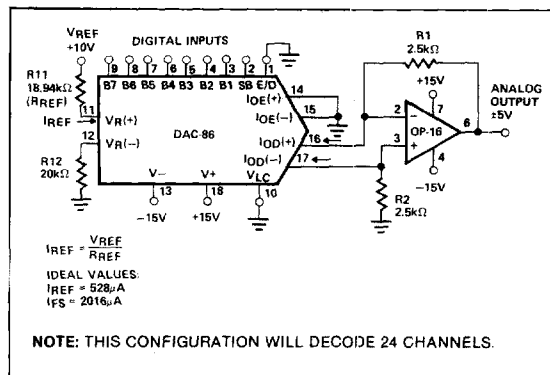 VREF
+10V
DIGITAL INPUTS
R11
18.94kΩ
(RREF)
IREF
R12
20kΩ
9 8 7 6 5 4 3 2 1
B7 B6 B5 B4 B3 B2 B1 SB E/D
11
VR(+)
12
VR(−)
DAC-86
IOE(+)
14
IOE(−)
15
IOD(+)
16
IOD(−)
17
V− V+ VLC
13 18 10
−15V +15V
R1
2.5kΩ
+15V
2
−
3
+
7
OP-16
6
4
−15V
ANALOG
OUTPUT
±5V
R2
2.5kΩ
IREF = VREF
RREF
IDEAL VALUES:
IREF = 528μA
IFS = 2016μA
NOTE: THIS CONFIGURATION WILL DECODE 24 CHANNELS.